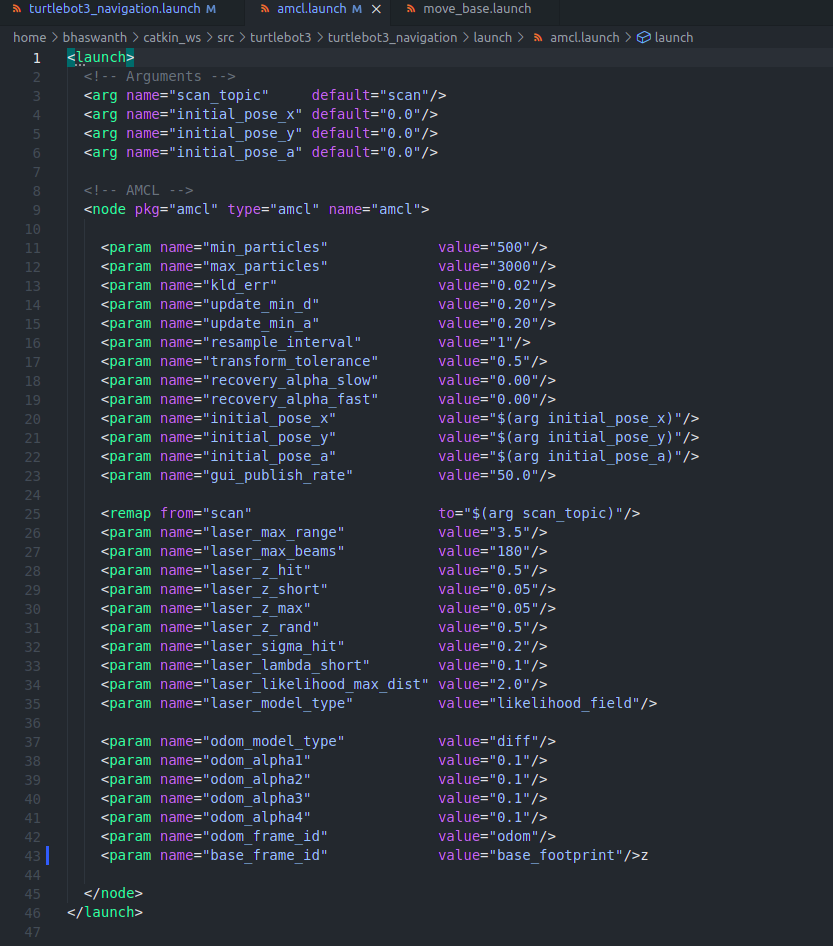 turtlebot3_navigation.launch M amcl.launch M × move_base.launch
home > bhaswanth > catkin_ws > src > turtlebot3 > turtlebot3_navigation > launch > amcl.launch > launch
1 <launch>
2 <!-- Arguments -->
3 <arg name="scan_topic"     default="scan"/>
4 <arg name="initial_pose_x" default="0.0"/>
5 <arg name="initial_pose_y" default="0.0"/>
6 <arg name="initial_pose_a" default="0.0"/>
7
8 <!-- AMCL -->
9 <node pkg="amcl" type="amcl" name="amcl">
10
11 <param name="min_particles"             value="500"/>
12 <param name="max_particles"             value="3000"/>
13 <param name="kld_err"                   value="0.02"/>
14 <param name="update_min_d"              value="0.20"/>
15 <param name="update_min_a"              value="0.20"/>
16 <param name="resample_interval"         value="1"/>
17 <param name="transform_tolerance"       value="0.5"/>
18 <param name="recovery_alpha_slow"       value="0.00"/>
19 <param name="recovery_alpha_fast"       value="0.00"/>
20 <param name="initial_pose_x"            value="$(arg initial_pose_x)"/>
21 <param name="initial_pose_y"            value="$(arg initial_pose_y)"/>
22 <param name="initial_pose_a"            value="$(arg initial_pose_a)"/>
23 <param name="gui_publish_rate"          value="50.0"/>
24
25 <remap from="scan"                      to="$(arg scan_topic)"/>
26 <param name="laser_max_range"           value="3.5"/>
27 <param name="laser_max_beams"           value="180"/>
28 <param name="laser_z_hit"               value="0.5"/>
29 <param name="laser_z_short"             value="0.05"/>
30 <param name="laser_z_max"               value="0.05"/>
31 <param name="laser_z_rand"              value="0.5"/>
32 <param name="laser_sigma_hit"           value="0.2"/>
33 <param name="laser_lambda_short"        value="0.1"/>
34 <param name="laser_likelihood_max_dist" value="2.0"/>
35 <param name="laser_model_type"          value="likelihood_field"/>
36
37 <param name="odom_model_type"           value="diff"/>
38 <param name="odom_alpha1"               value="0.1"/>
39 <param name="odom_alpha2"               value="0.1"/>
40 <param name="odom_alpha3"               value="0.1"/>
41 <param name="odom_alpha4"               value="0.1"/>
42 <param name="odom_frame_id"             value="odom"/>
43 <param name="base_frame_id"             value="base_footprint"/>z
44
45 </node>
46 </launch>
47